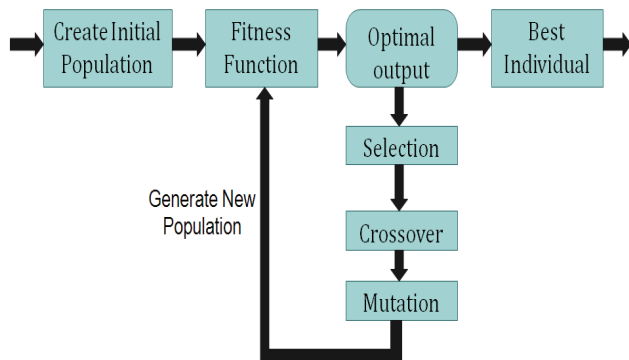 Create Initial
Population
Fitness
Function
Optimal
output
Best
Individual
Selection
Generate New
Population
Crossover
Mutation